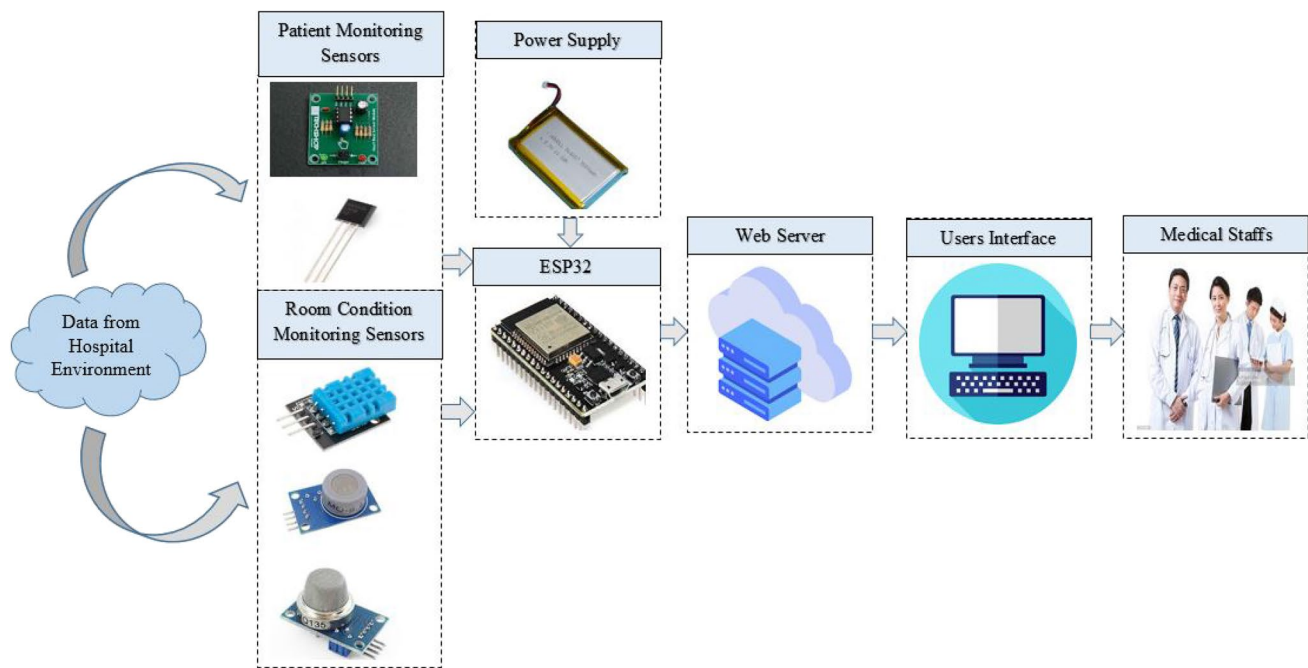 Patient Monitoring
Sensors
Power Supply
Data from
Hospital
Environment
ESP32
Room Condition
Monitoring Sensors
Web Server
Users Interface
Medical Staffs